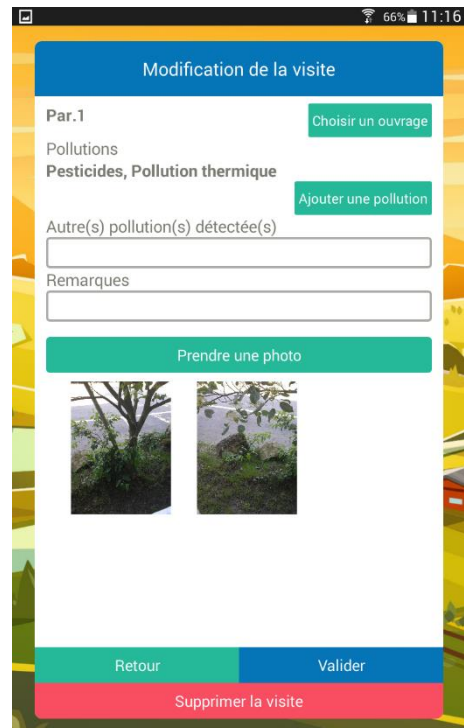 66% 11:16
Modification de la visite
Par.1
Choisir un ouvrage
Pollutions
Pesticides, Pollution thermique
Ajouter une pollution
Autre(s) pollution(s) détectée(s)
Remarques
Prendre une photo
Retour
Valider
Supprimer la visite